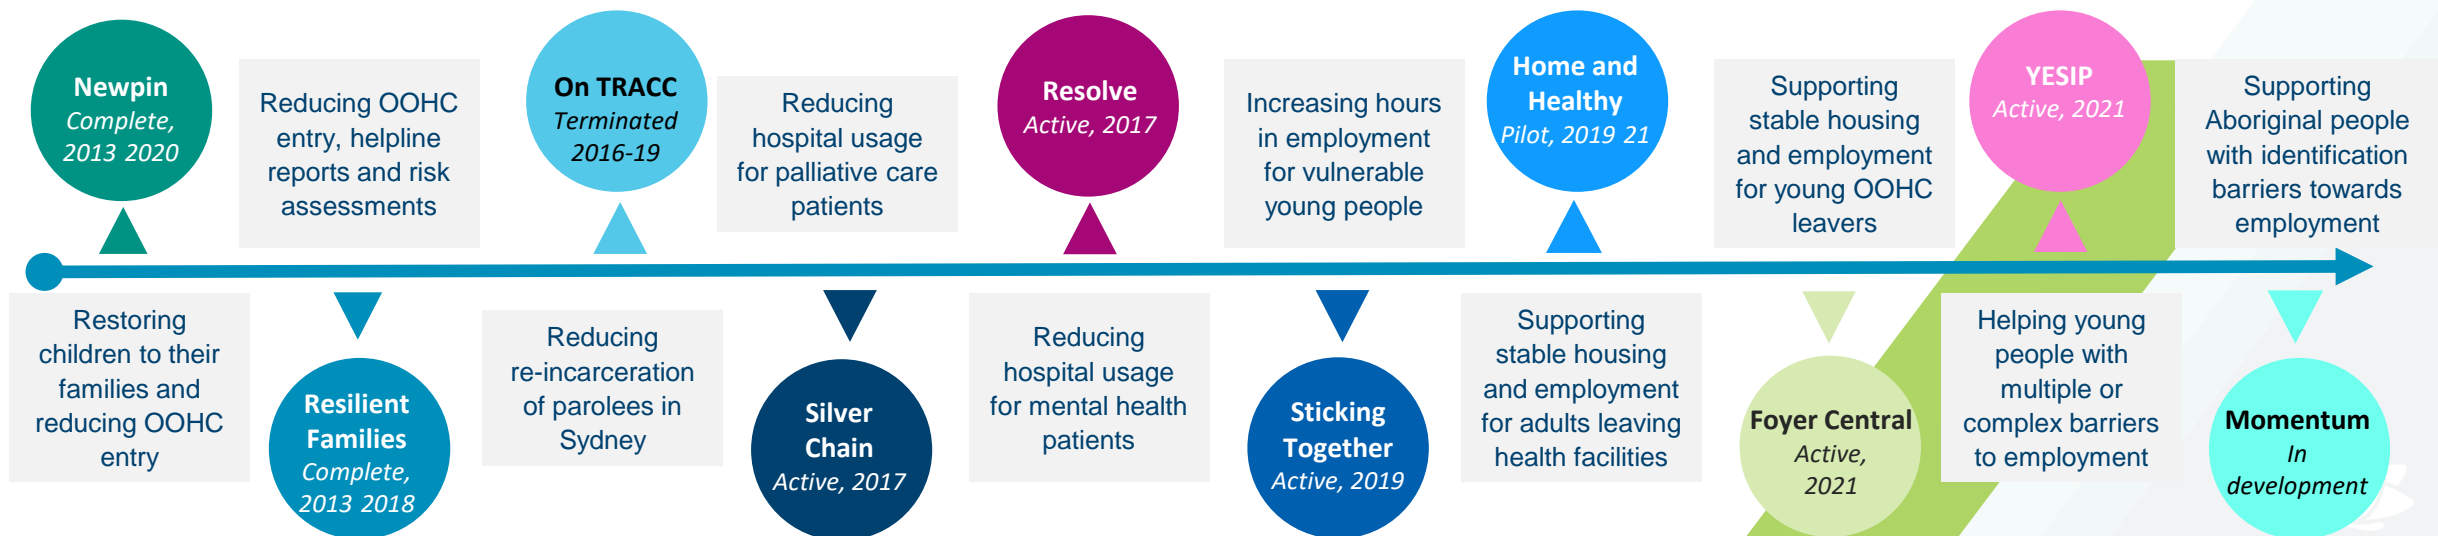 Newpin
Complete,
2013 2020
Restoring
children to their
families and
reducing OOHC
entry
Reducing OOHC
entry, helpline
reports and risk
assessments
Resilient
Families
Complete,
2013 2018
On TRACC
Terminated
2016-19
Reducing
re-incarceration
of parolees in
Sydney
Reducing
hospital usage
for palliative care
patients
Silver
Chain
Active, 2017
Resolve
Active, 2017
Reducing
hospital usage
for mental health
patients
Increasing hours
in employment
for vulnerable
young people
Sticking
Together
Active, 2019
Home and
Healthy
Pilot, 2019 21
Supporting
stable housing
and employment
for adults leaving
health facilities
Supporting
stable housing
and employment
for young OOHC
leavers
Foyer Central
Active,
2021
YESIP
Active, 2021
Helping young
people with
multiple or
complex barriers
to employment
Supporting
Aboriginal people
with identification
barriers towards
employment
Momentum
In
development